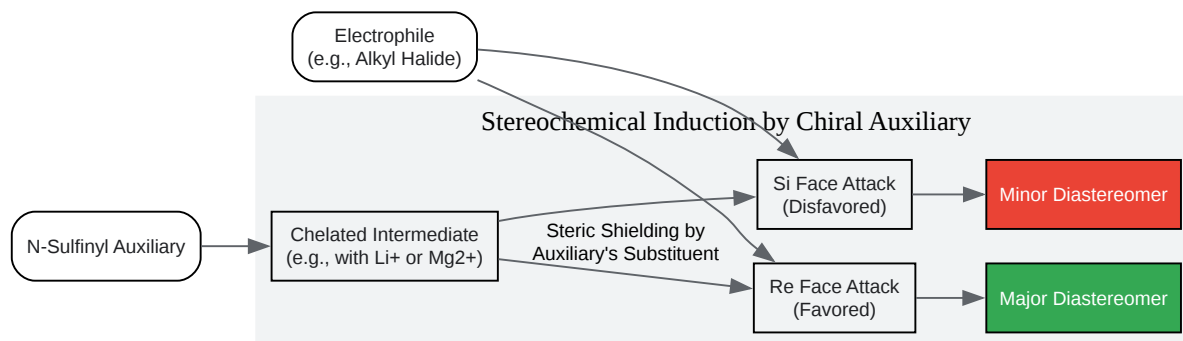 Electrophile
(e.g., Alkyl Halide)
Stereochemical Induction by Chiral Auxiliary
Si Face Attack
(Disfavored)
Minor Diastereomer
N-Sulfinyl Auxiliary
Chelated Intermediate
(e.g., with Li+ or Mg2+)
Steric Shielding by
Auxiliary's Substituent
Re Face Attack
(Favored)
Major Diastereomer